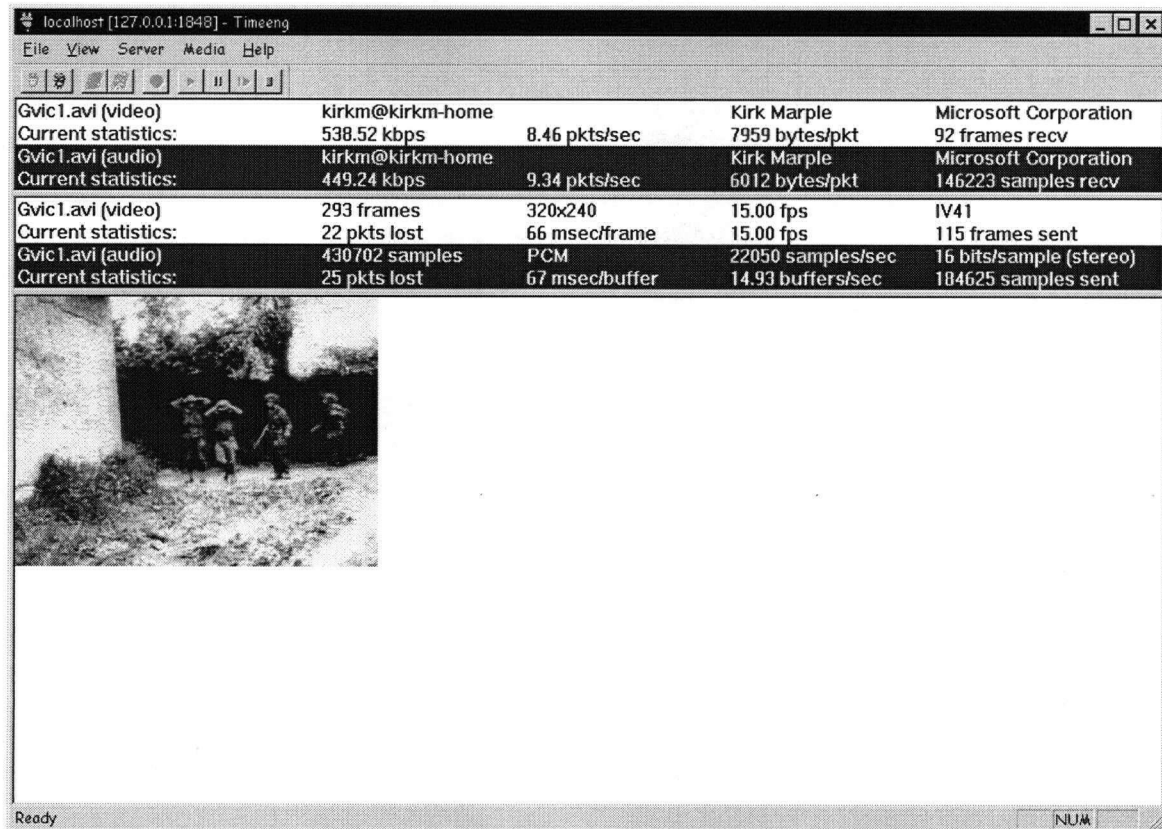 localhost [127.0.0.1:1848] - Timeeng
File View Server Media Help
Gvic1.avi (video) kirkm@kirkm-home Kirk Marple Microsoft Corporation
Current statistics: 538.52 kbps 8.46 pkts/sec 7959 bytes/pkt 92 frames recv
Gvic1.avi (audio) kirkm@kirkm-home Kirk Marple Microsoft Corporation
Current statistics: 449.24 kbps 9.34 pkts/sec 6012 bytes/pkt 146223 samples recv
Gvic1.avi (video) 293 frames 320x240 15.00 fps IV41
Current statistics: 22 pkts lost 66 msec/frame 15.00 fps 115 frames sent
Gvic1.avi (audio) 430702 samples PCM 22050 samples/sec 16 bits/sample (stereo)
Current statistics: 25 pkts lost 67 msec/buffer 14.93 buffers/sec 184625 samples sent
Ready NUM